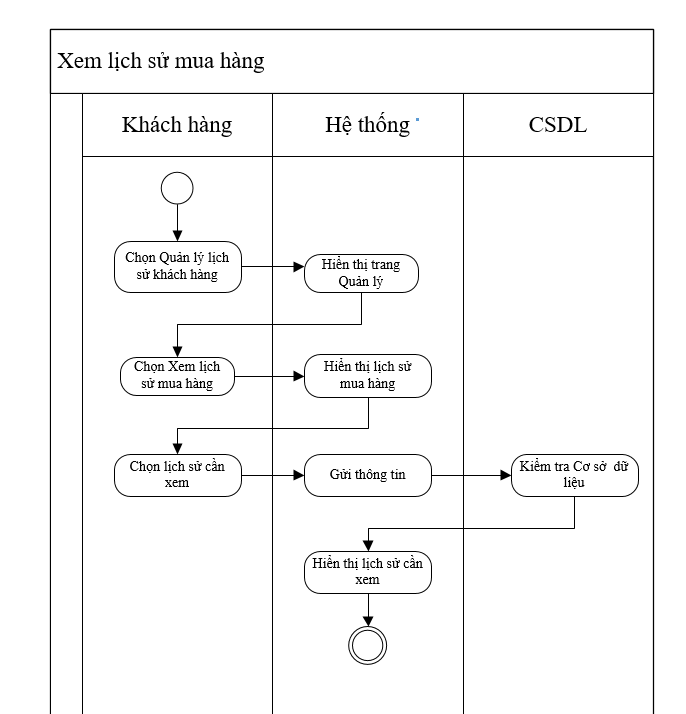 Xem lịch sử mua hàng
Khách hàng
Hệ thống
CSDL
Chọn Quản lý lịch
sử khách hàng
Hiển thị trang
Quản lý
Chọn Xem lịch
sử mua hàng
Hiển thị lịch sử
mua hàng
Chọn lịch sử cần
xem
Gửi thông tin
Kiểm tra Cơ sở dữ
liệu
Hiển thị lịch sử cần
xem